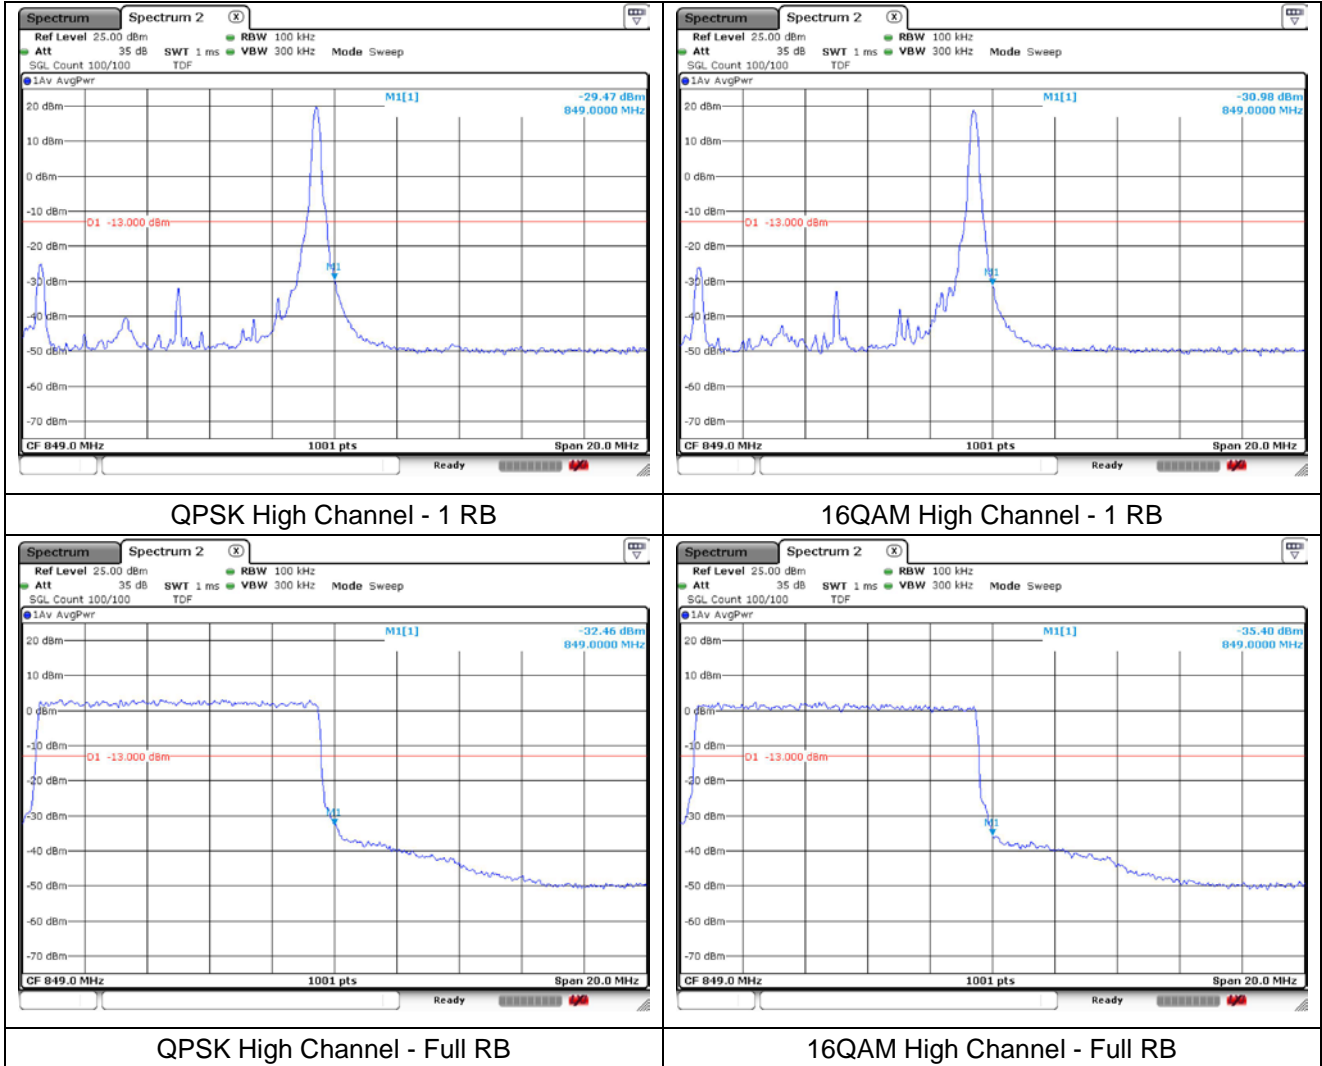 Spectrum Spectrum 2 X
Ref Level 25.00 dBm RBW 100 kHz
Att 35 dB SWT 1 ms VBW 300 kHz Mode Sweep
SGL Count 100/100 TDF
1Av AvgPwr
M1[1] -29.47 dBm
849.0000 MHz
20 dBm
10 dBm
0 dBm
-10 dBm
D1 -13.000 dBm
-20 dBm
M1
-30 dBm
-40 dBm
-50 dBm
-60 dBm
-70 dBm
CF 849.0 MHz 1001 pts Span 20.0 MHz
Ready
QPSK High Channel - 1 RB
Spectrum Spectrum 2 X
Ref Level 25.00 dBm RBW 100 kHz
Att 35 dB SWT 1 ms VBW 300 kHz Mode Sweep
SGL Count 100/100 TDF
1Av AvgPwr
M1[1] -30.98 dBm
849.0000 MHz
20 dBm
10 dBm
0 dBm
-10 dBm
D1 -13.000 dBm
-20 dBm
M1
-30 dBm
-40 dBm
-50 dBm
-60 dBm
-70 dBm
CF 849.0 MHz 1001 pts Span 20.0 MHz
Ready
16QAM High Channel - 1 RB
Spectrum Spectrum 2 X
Ref Level 25.00 dBm RBW 100 kHz
Att 35 dB SWT 1 ms VBW 300 kHz Mode Sweep
SGL Count 100/100 TDF
1Av AvgPwr
M1[1] -32.46 dBm
849.0000 MHz
20 dBm
10 dBm
0 dBm
-10 dBm
D1 -13.000 dBm
-20 dBm
-30 dBm
M1
-40 dBm
-50 dBm
-60 dBm
-70 dBm
CF 849.0 MHz 1001 pts Span 20.0 MHz
Ready
QPSK High Channel - Full RB
Spectrum Spectrum 2 X
Ref Level 25.00 dBm RBW 100 kHz
Att 35 dB SWT 1 ms VBW 300 kHz Mode Sweep
SGL Count 100/100 TDF
1Av AvgPwr
M1[1] -35.40 dBm
849.0000 MHz
20 dBm
10 dBm
0 dBm
-10 dBm
D1 -13.000 dBm
-20 dBm
-30 dBm
M1
-40 dBm
-50 dBm
-60 dBm
-70 dBm
CF 849.0 MHz 1001 pts Span 20.0 MHz
Ready
16QAM High Channel - Full RB